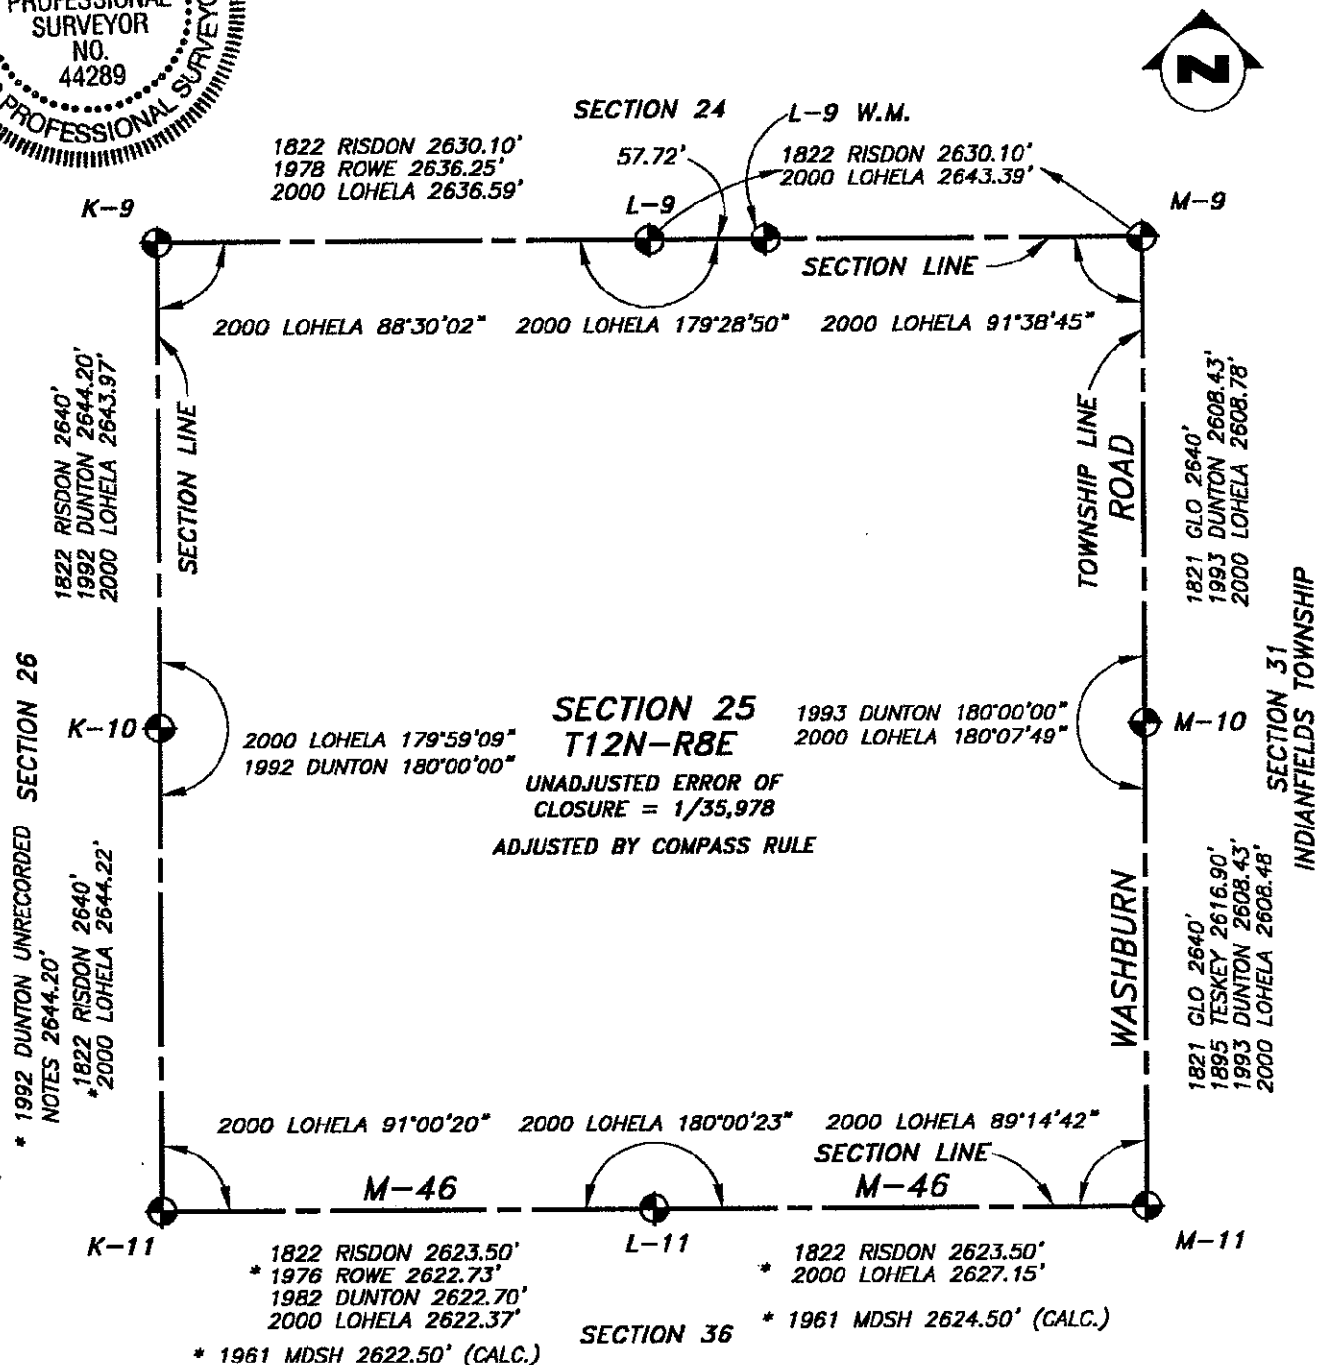 PROFESSIONAL
SURVEYOR
NO.
44289
PROFESSIONAL SURVEYO
N
SECTION 24
L-9 W.M.
1822 RISDON 2630.10'
1978 ROWE 2636.25'
2000 LOHELA 2636.59'
57.72'
1822 RISDON 2630.10'
2000 LOHELA 2643.39'
K-9
L-9
M-9
SECTION LINE
2000 LOHELA 88°30'02"
2000 LOHELA 179°28'50"
2000 LOHELA 91°38'45"
1822 RISDON 2640'
1992 DUNTON 2644.20'
2000 LOHELA 2643.97'
SECTION LINE
TOWNSHIP LINE
ROAD
1821 GLO 2640'
1993 DUNTON 2608.43'
2000 LOHELA 2608.78'
SECTION 26
K-10
2000 LOHELA 179°59'09"
1992 DUNTON 180°00'00"
SECTION 25
T12N-R8E
UNADJUSTED ERROR OF
CLOSURE = 1/35,978
ADJUSTED BY COMPASS RULE
1993 DUNTON 180°00'00"
2000 LOHELA 180°07'49"
M-10
SECTION 31
INDIANFIELDS TOWNSHIP
* 1992 DUNTON UNRECORDED
NOTES 2644.20'
1822 RISDON 2640'
*2000 LOHELA 2644.22'
WASHBURN
1821 GLO 2640'
1895 TESKEY 2616.90'
1993 DUNTON 2608.43'
2000 LOHELA 2608.48'
2000 LOHELA 91°00'20"
2000 LOHELA 180°00'23"
2000 LOHELA 89°14'42"
SECTION LINE
M-46
M-46
K-11
L-11
M-11
1822 RISDON 2623.50'
* 1976 ROWE 2622.73'
1982 DUNTON 2622.70'
2000 LOHELA 2622.37'
* 1961 MDSH 2622.50' (CALC.)
SECTION 36
1822 RISDON 2623.50'
* 2000 LOHELA 2627.15'
* 1961 MDSH 2624.50' (CALC.)